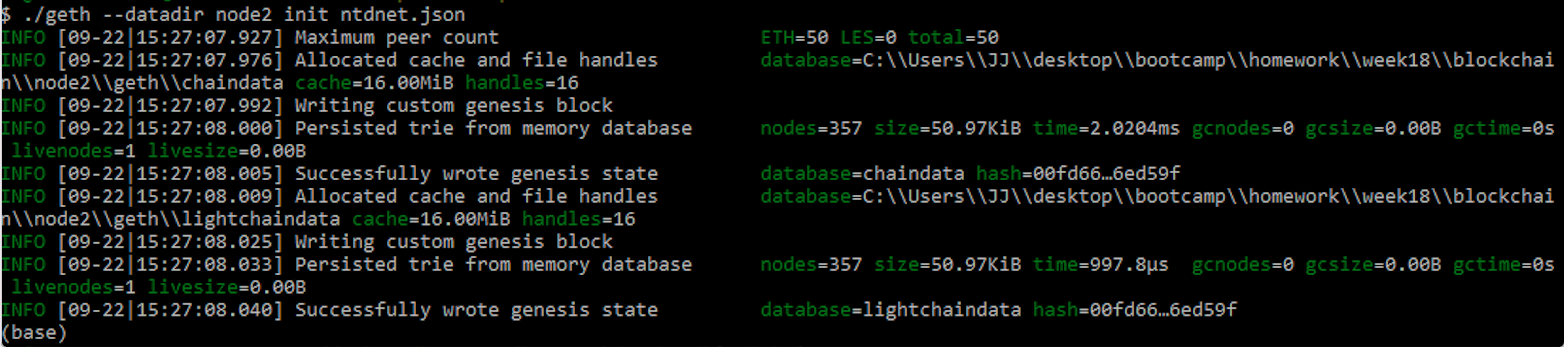 $ ./geth --datadir node2 init ntdnet.json
INFO [09-22|15:27:07.927] Maximum peer count                       ETH=50 LES=0 total=50
INFO [09-22|15:27:07.976] Allocated cache and file handles         database=C:\\Users\\JJ\\desktop\\bootcamp\\homework\\week18\\blockchai
n\\node2\\geth\\chaindata cache=16.00MiB handles=16
INFO [09-22|15:27:07.992] Writing custom genesis block
INFO [09-22|15:27:08.000] Persisted trie from memory database      nodes=357 size=50.97KiB time=2.0204ms gcnodes=0 gcsize=0.00B gctime=0s
 livenodes=1 livesize=0.00B
INFO [09-22|15:27:08.005] Successfully wrote genesis state         database=chaindata hash=00fd66…6ed59f
INFO [09-22|15:27:08.009] Allocated cache and file handles         database=C:\\Users\\JJ\\desktop\\bootcamp\\homework\\week18\\blockchai
n\\node2\\geth\\lightchaindata cache=16.00MiB handles=16
INFO [09-22|15:27:08.025] Writing custom genesis block
INFO [09-22|15:27:08.033] Persisted trie from memory database      nodes=357 size=50.97KiB time=997.8µs  gcnodes=0 gcsize=0.00B gctime=0s
 livenodes=1 livesize=0.00B
INFO [09-22|15:27:08.040] Successfully wrote genesis state         database=lightchaindata hash=00fd66…6ed59f
(base)